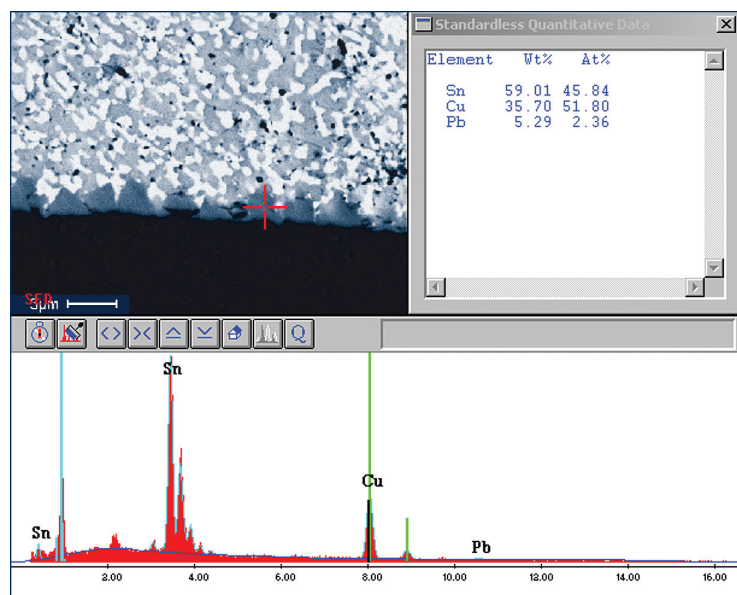 Standardless Quantitative Data
Element Wt% At%
Sn 59.01 45.84
Cu 35.70 51.80
Pb 5.29 2.36
5µm
Q
Sn
Cu
Sn
Pb
2.00 4.00 6.00 8.00 10.00 12.00 14.00 16.00